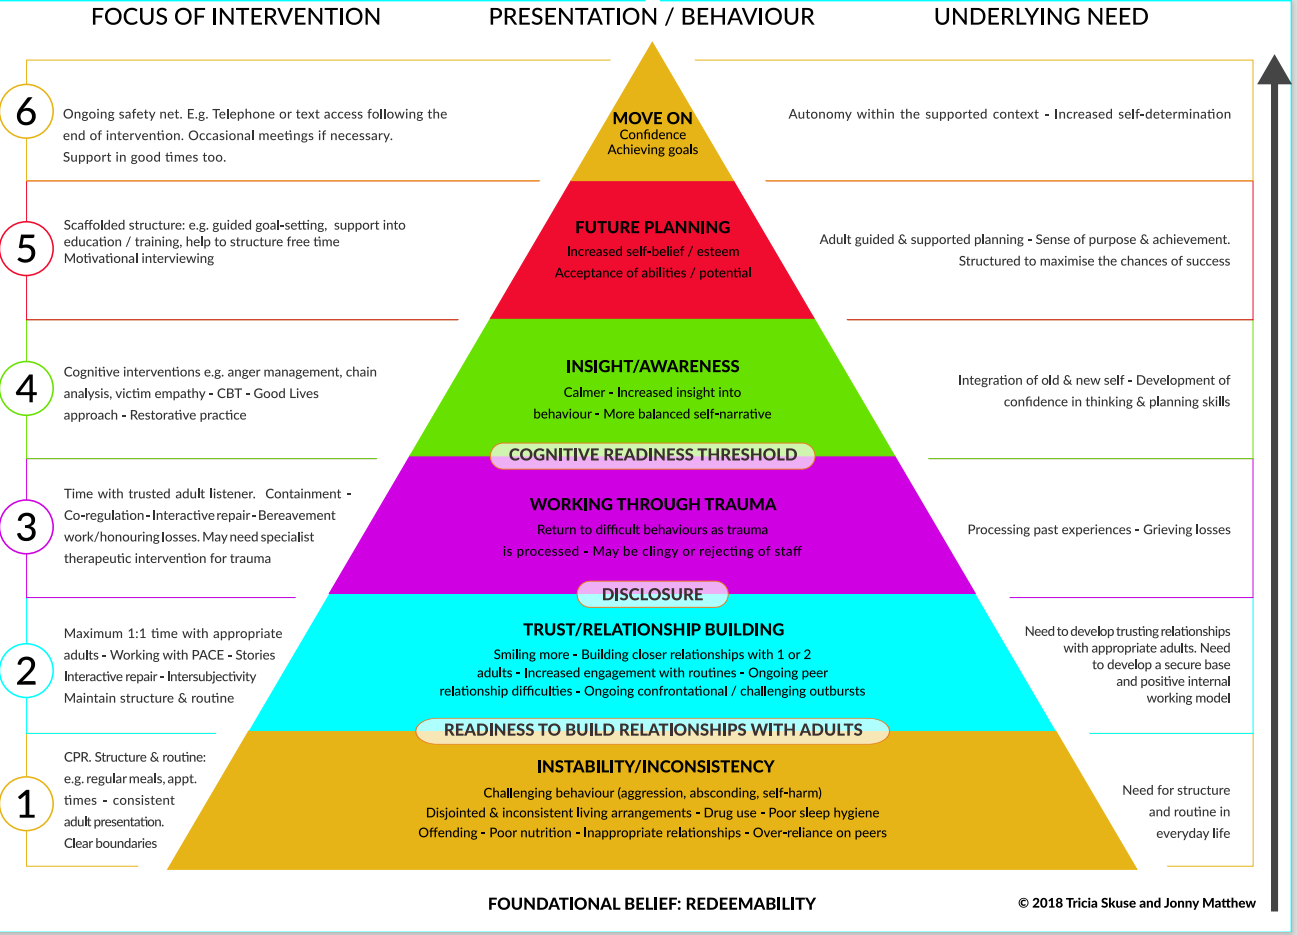 FOCUS OF INTERVENTION
PRESENTATION / BEHAVIOUR
UNDERLYING NEED
6
Ongoing safety net. E.g. Telephone or text access following the
end of intervention. Occasional meetings if necessary.
Support in good times too.
MOVE ON
Confidence
Achieving goals
Autonomy within the supported context - Increased self-determination
5
Scaffolded structure: e.g. guided goal-setting, support into
education / training, help to structure free time
Motivational interviewing
FUTURE PLANNING
Increased self-belief / esteem
Acceptance of abilities / potential
Adult guided & supported planning - Sense of purpose & achievement.
Structured to maximise the chances of success
4
Cognitive interventions e.g. anger management, chain
analysis, victim empathy - CBT - Good Lives
approach - Restorative practice
INSIGHT/AWARENESS
Calmer - Increased insight into
behaviour - More balanced self-narrative
Integration of old & new self - Development of
confidence in thinking & planning skills
COGNITIVE READINESS THRESHOLD
3
Time with trusted adult listener. Containment -
Co-regulation - Interactive repair - Bereavement
work/honouring losses. May need specialist
therapeutic intervention for trauma
WORKING THROUGH TRAUMA
Return to difficult behaviours as trauma
is processed - May be clingy or rejecting of staff
Processing past experiences - Grieving losses
DISCLOSURE
2
Maximum 1:1 time with appropriate
adults - Working with PACE - Stories
Interactive repair - Intersubjectivity
Maintain structure & routine
TRUST/RELATIONSHIP BUILDING
Smiling more - Building closer relationships with 1 or 2
adults - Increased engagement with routines - Ongoing peer
relationship difficulties - Ongoing confrontational / challenging outbursts
Need to develop trusting relationships
with appropriate adults. Need
to develop a secure base
and positive internal
working model
READINESS TO BUILD RELATIONSHIPS WITH ADULTS
1
CPR. Structure & routine:
e.g. regular meals, appt.
times - consistent
adult presentation.
Clear boundaries
INSTABILITY/INCONSISTENCY
Challenging behaviour (aggression, absconding, self-harm)
Disjointed & inconsistent living arrangements - Drug use - Poor sleep hygiene
Offending - Poor nutrition - Inappropriate relationships - Over-reliance on peers
Need for structure
and routine in
everyday life
FOUNDATIONAL BELIEF: REDEEMABILITY
© 2018 Tricia Skuse and Jonny Matthew